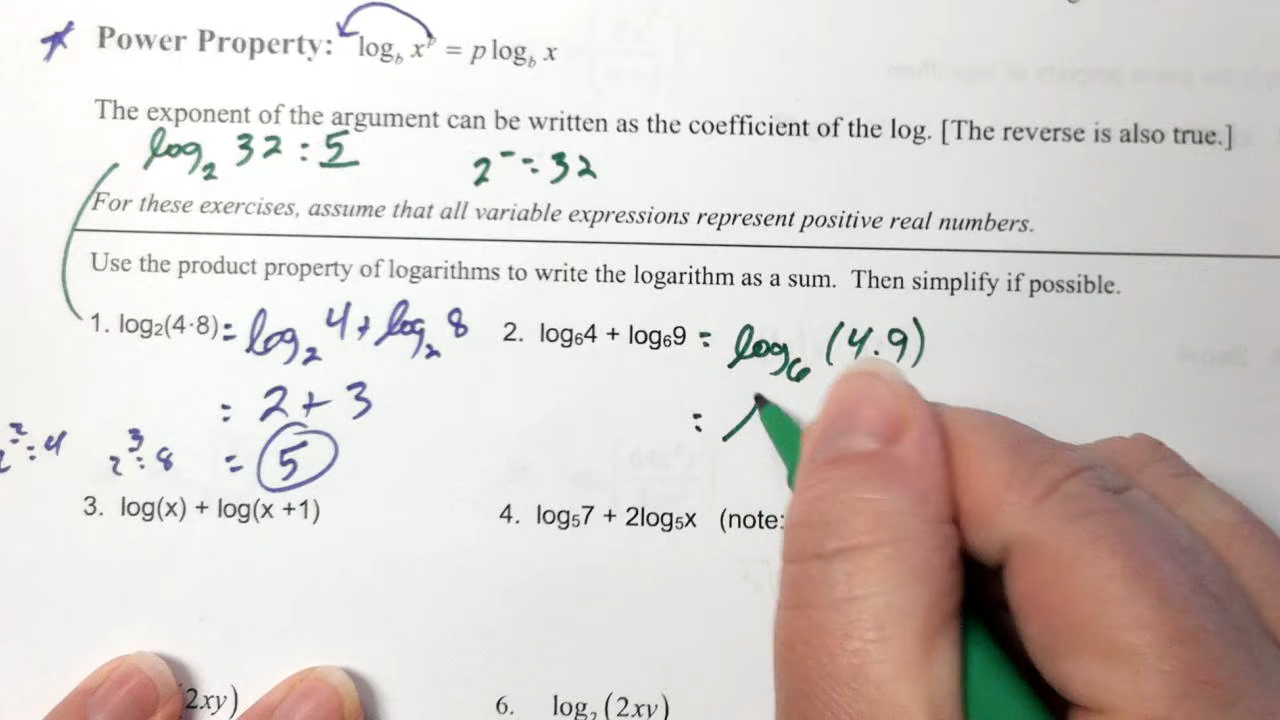 Power Property: log_b x^p = p log_b x
The exponent of the argument can be written as the coefficient of the log. [The reverse is also true.]
log₂ 32 = 5 2 = 32
For these exercises, assume that all variable expressions represent positive real numbers.
Use the product property of logarithms to write the logarithm as a sum. Then simplify if possible.
1. log₂(4·8) = log₂ 4 + log₂ 8
= 2 + 3
2² = 4 2³ = 8 = 5
2. log₆4 + log₆9 = log₆ (4·9)
=
3. log(x) + log(x +1)
4. log₅7 + 2log₅x (note:
(2xy)
6. log₂ (2xy)